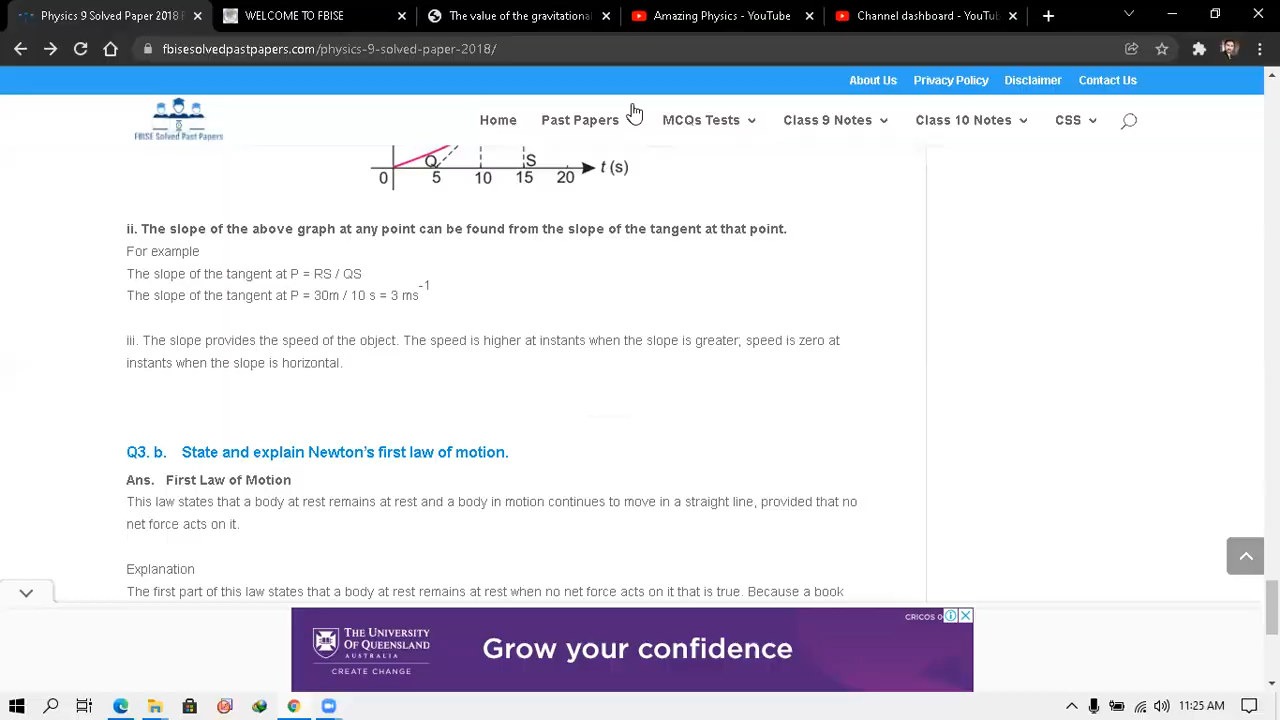 Physics 9 Solved Paper 2018 F
WELCOME TO FBISE
The value of the gravitational
Amazing Physics - YouTube
Channel dashboard - YouTub
fbisesolvedpastpapers.com/physics-9-solved-paper-2018/
About Us Privacy Policy Disclaimer Contact Us
FBISE Solved Past Papers
Home Past Papers MCQs Tests Class 9 Notes Class 10 Notes CSS
Q S
0 5 10 15 20 t (s)
ii. The slope of the above graph at any point can be found from the slope of the tangent at that point.
For example
The slope of the tangent at P = RS / QS
The slope of the tangent at P = 30m / 10 s = 3 ms-1
iii. The slope provides the speed of the object. The speed is higher at instants when the slope is greater; speed is zero at
instants when the slope is horizontal.
Q3. b. State and explain Newton’s first law of motion.
Ans. First Law of Motion
This law states that a body at rest remains at rest and a body in motion continues to move in a straight line, provided that no
net force acts on it.
Explanation
The first part of this law states that a body at rest remains at rest when no net force acts on it that is true. Because a book
CRICOS 0
THE UNIVERSITY
OF QUEENSLAND
AUSTRALIA
CREATE CHANGE
Grow your confidence
11:25 AM